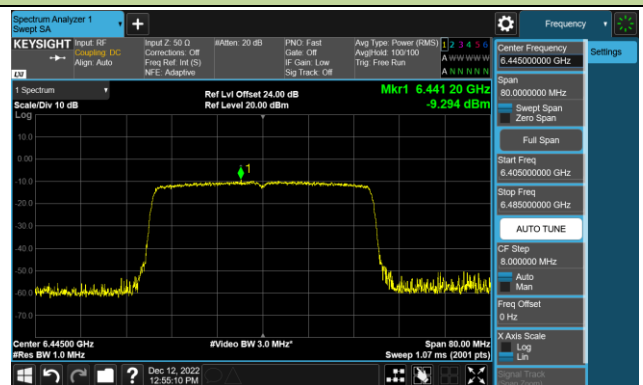 Spectrum Analyzer 1
Swept SA
Frequency
KEYSIGHT
Input: RF
Coupling: DC
Align: Auto
Input Z: 50 Ω
Corrections: Off
Freq Ref: Int (S)
NFE: Adaptive
#Atten: 20 dB
PNO: Fast
Gate: Off
IF Gain: Low
Sig Track: Off
Avg Type: Power (RMS)
Avg|Hold: 100/100
Trig: Free Run
1 2 3 4 5 6
A W W W W W
A N N N N N
LXI
1 Spectrum
Scale/Div 10 dB
Log
Ref Lvl Offset 24.00 dB
Ref Level 20.00 dBm
Mkr1 6.441 20 GHz
-9.294 dBm
10.0
0.00
-10.0
-20.0
-30.0
-40.0
-50.0
-60.0
-70.0
1
Center 6.44500 GHz
#Res BW 1.0 MHz
#Video BW 3.0 MHz*
Span 80.00 MHz
Sweep 1.07 ms (2001 pts)
Dec 12, 2022
12:55:10 PM
Settings
Center Frequency
6.445000000 GHz
Span
80.0000000 MHz
Swept Span
Zero Span
Full Span
Start Freq
6.405000000 GHz
Stop Freq
6.485000000 GHz
AUTO TUNE
CF Step
8.000000 MHz
Auto
Man
Freq Offset
0 Hz
X Axis Scale
Log
Lin
Signal Track